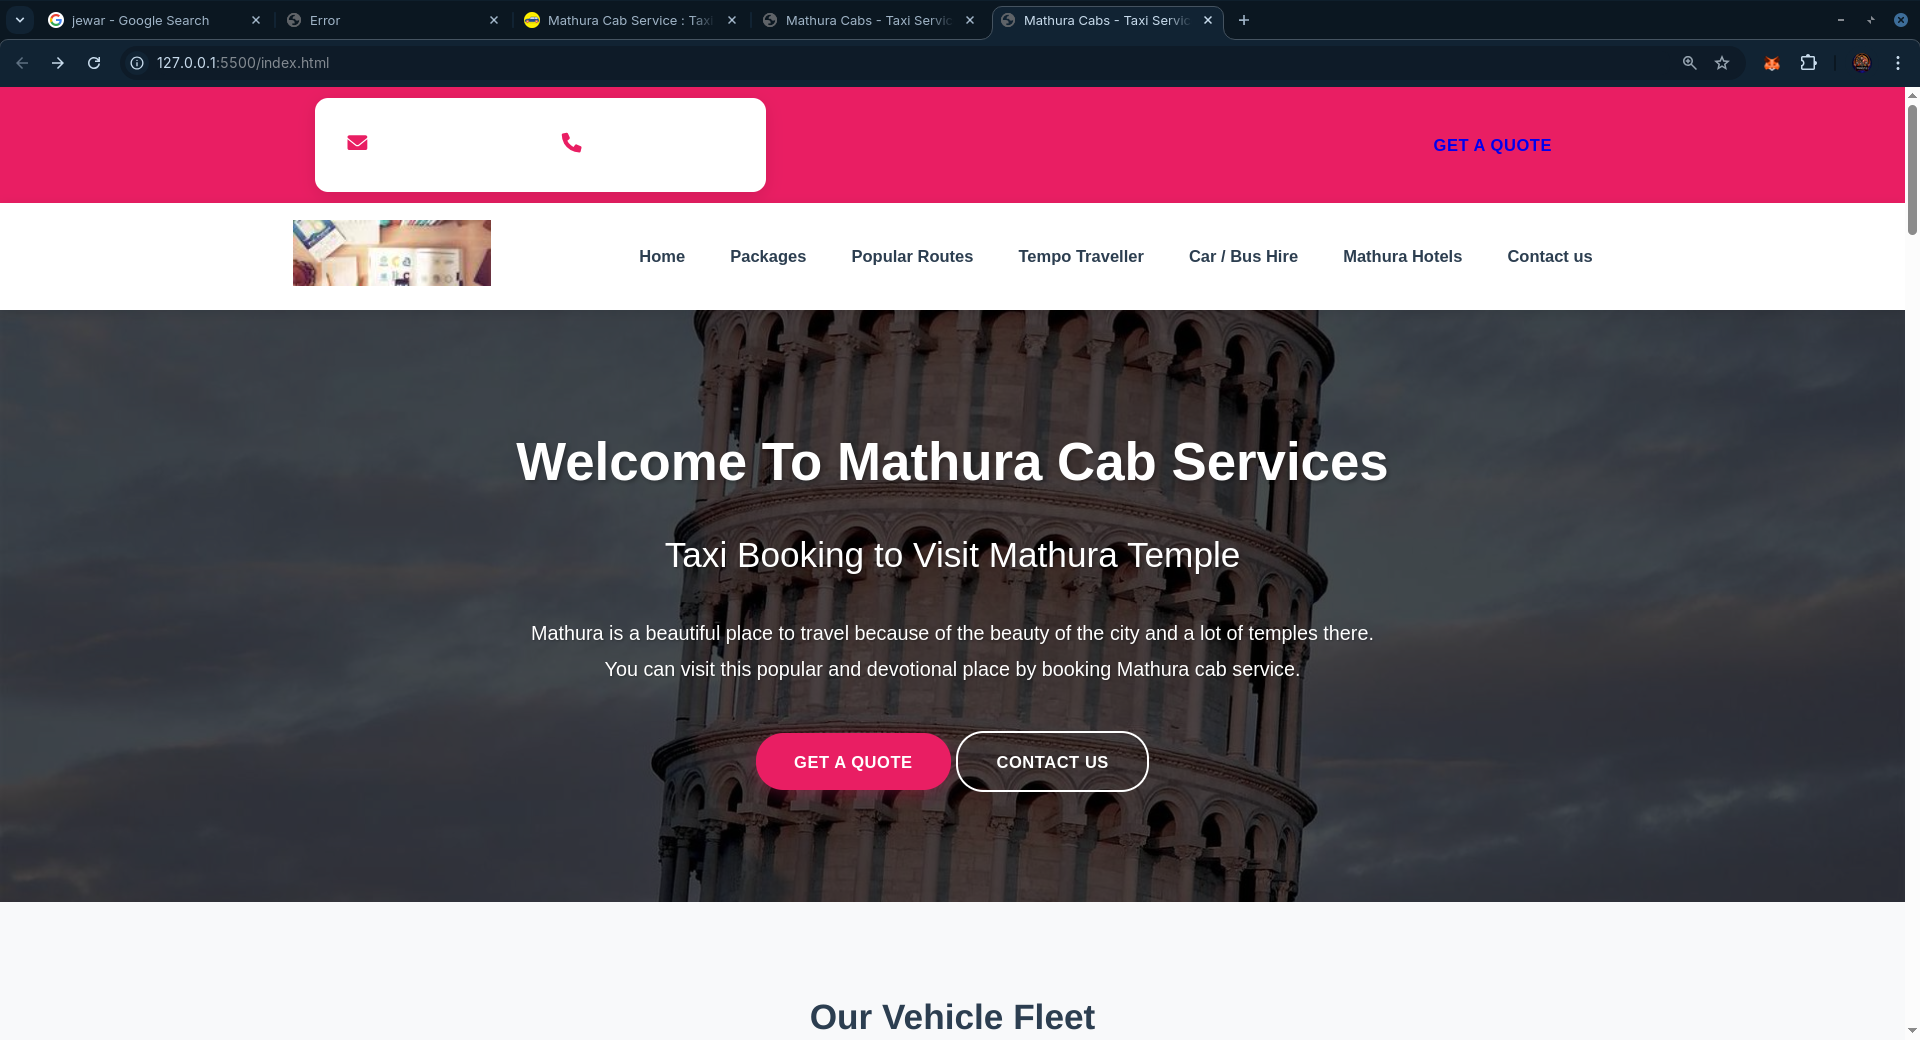 jewar - Google Search
Error
Mathura Cab Service : Taxi
Mathura Cabs - Taxi Servic
Mathura Cabs - Taxi Servic
127.0.0.1:5500/index.html
GET A QUOTE
Home
Packages
Popular Routes
Tempo Traveller
Car / Bus Hire
Mathura Hotels
Contact us
Welcome To Mathura Cab Services
Taxi Booking to Visit Mathura Temple
Mathura is a beautiful place to travel because of the beauty of the city and a lot of temples there.
You can visit this popular and devotional place by booking Mathura cab service.
GET A QUOTE
CONTACT US
Our Vehicle Fleet